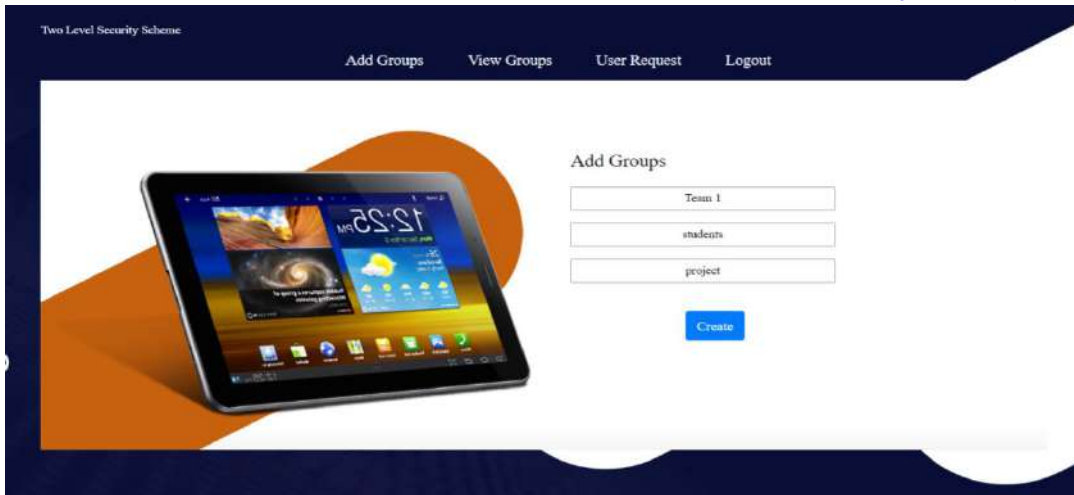 Two Level Security Scheme
Add Groups View Groups User Request Logout
Add Groups
Team 1
students
project
Create
12:25 PM